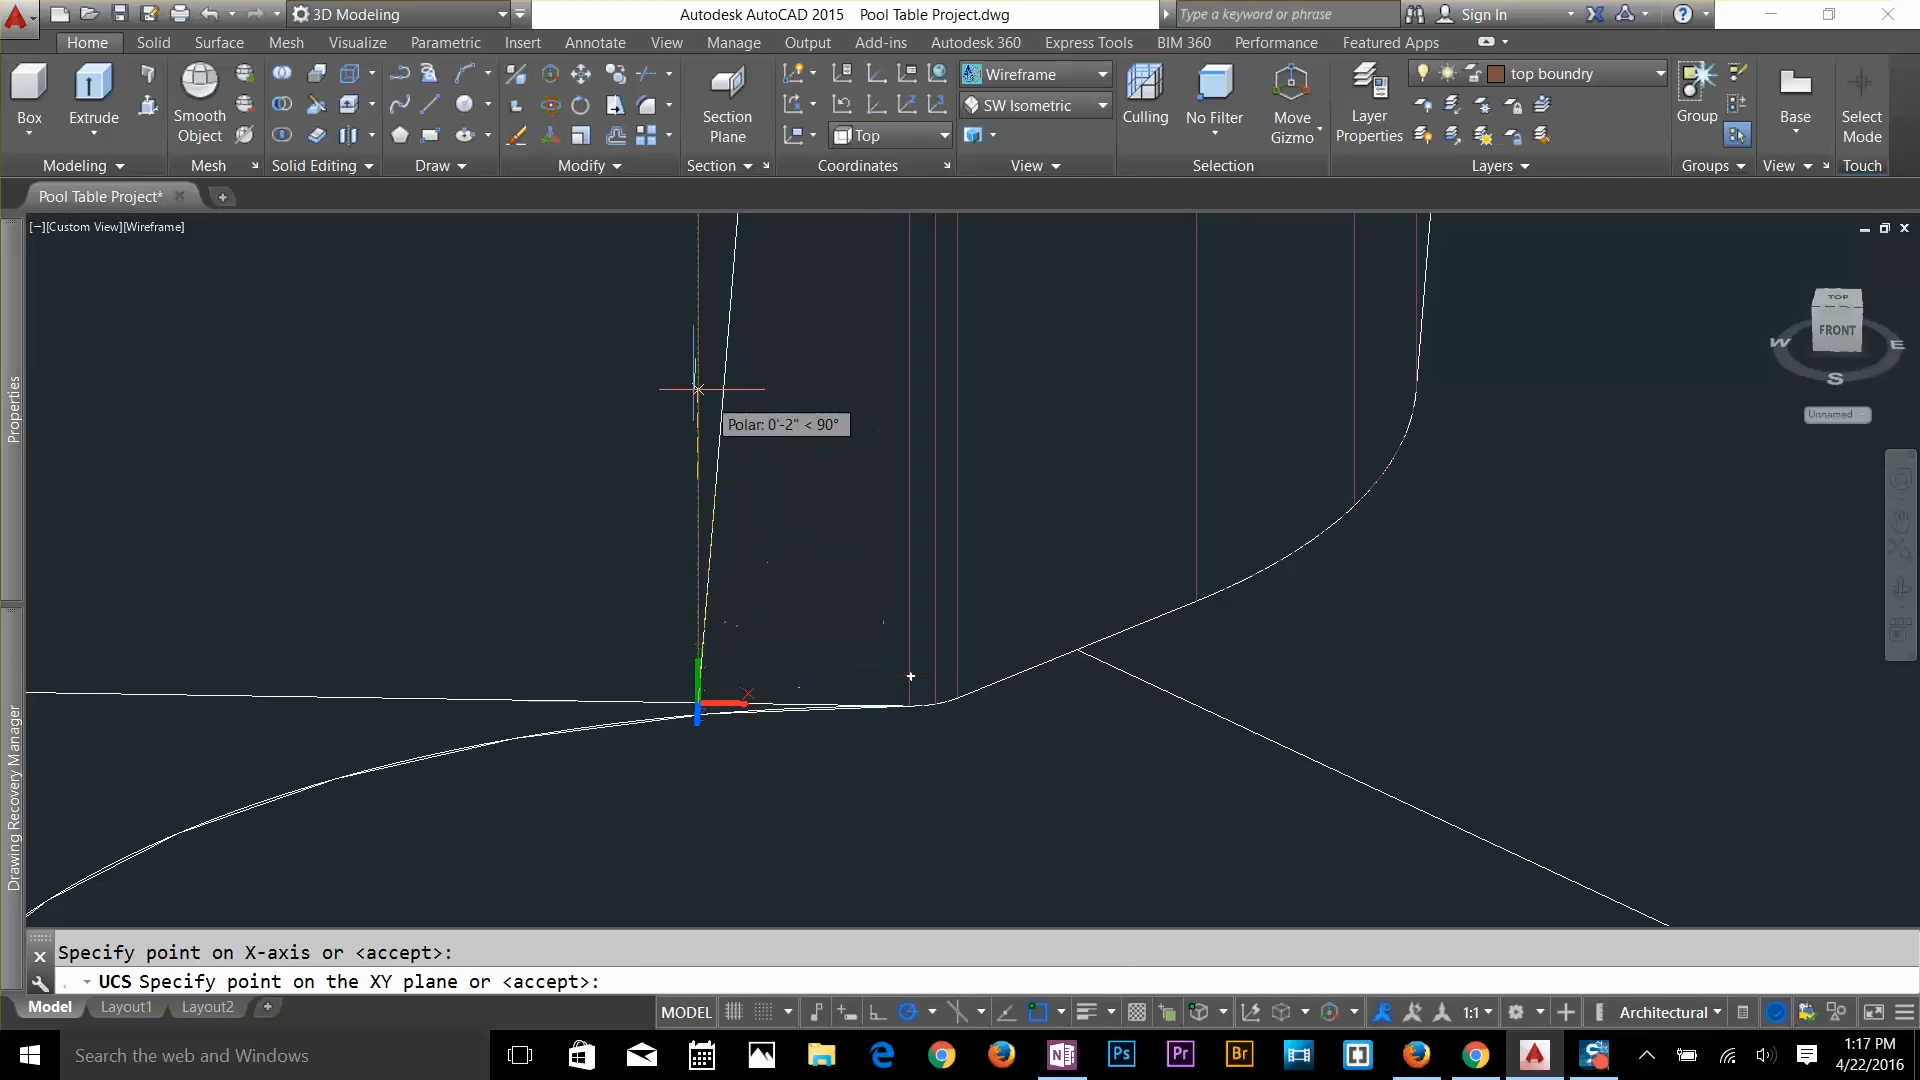 3D Modeling
Autodesk AutoCAD 2015 Pool Table Project.dwg
Type a keyword or phrase
Sign In
Home Solid Surface Mesh Visualize Parametric Insert Annotate View Manage Output Add-ins Autodesk 360 Express Tools BIM 360 Performance Featured Apps
Box
Extrude
Smooth
Object
Section
Plane
Wireframe
SW Isometric
Top
Culling
No Filter
Move
Gizmo
Layer
Properties
top boundry
Group
Base
Select
Mode
Modeling
Mesh
Solid Editing
Draw
Modify
Section
Coordinates
View
Selection
Layers
Groups
View
Touch
Pool Table Project*
[−][Custom View][Wireframe]
TOP
FRONT
W
E
S
Unnamed
Properties
Drawing Recovery Manager
Polar: 0'-2" < 90°
Specify point on X-axis or <accept>:
UCS Specify point on the XY plane or <accept>:
Model Layout1 Layout2
MODEL
1:1
Architectural
Search the web and Windows
Ps
Pr
Br
1:17 PM
4/22/2016